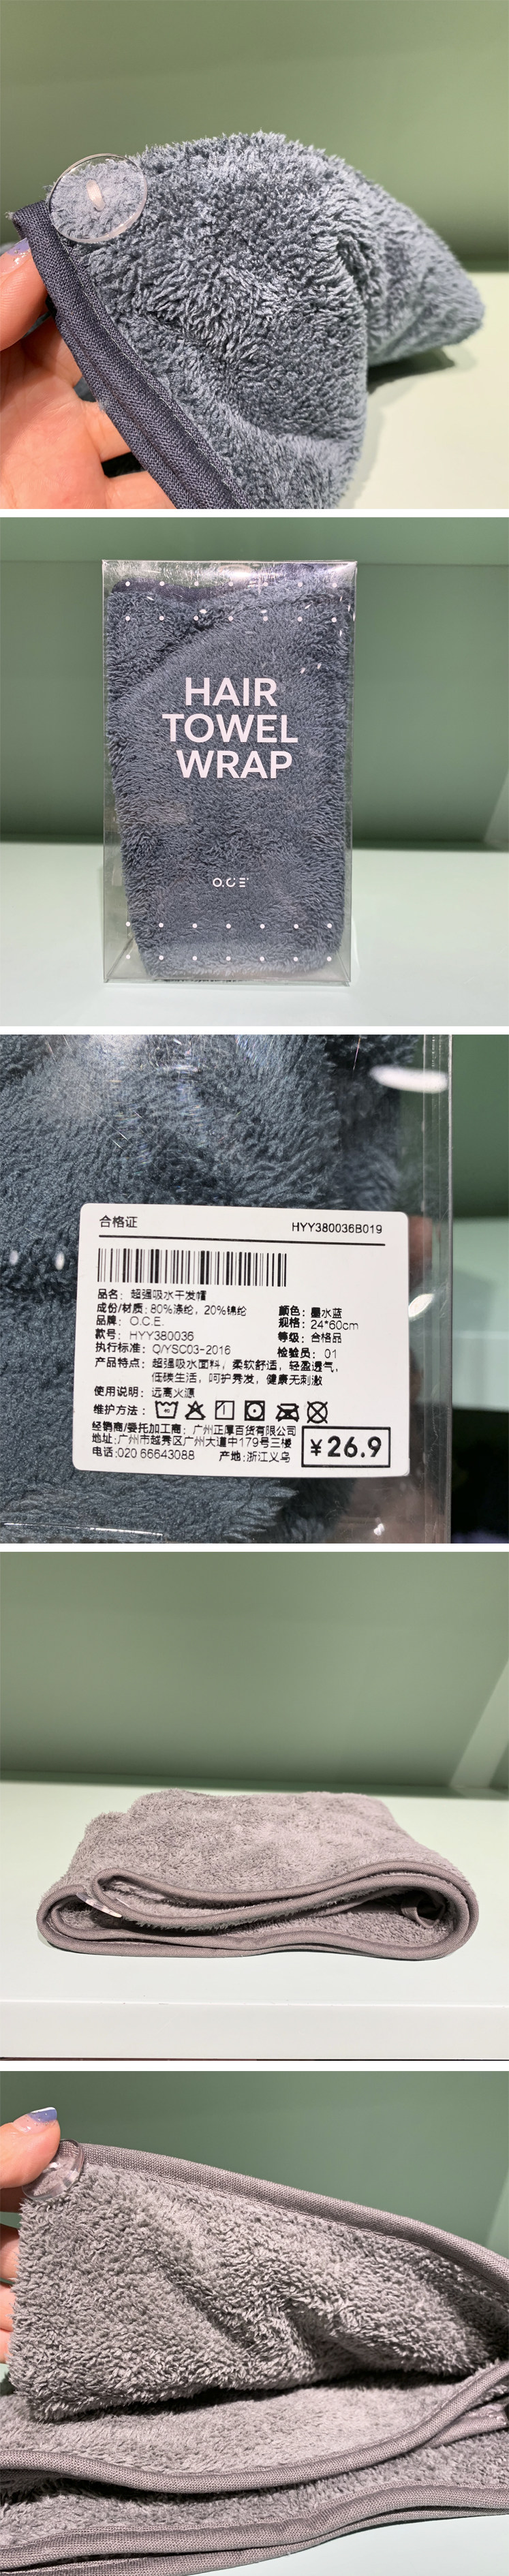 HAIR
TOWEL
WRAP
O.C.E.
合格证
HYY380036B019
品名：超强吸水干发帽
成份/材质：80%涤纶，20%锦纶
颜色：墨水蓝
品牌：O.C.E.
规格：24*60cm
款号：HYY380036
等级：合格品
执行标准：Q/YSC03-2016
检验员：01
产品特点：超强吸水面料，柔软舒适，轻盈透气，
低碳生活，呵护秀发，健康无刺激
使用说明：远离火源
维护方法：
经销商/委托加工商：广州正厚百货有限公司
地址：广州市越秀区广州大道中179号三楼
电话：020 66643088
产地：浙江义乌
¥26.9